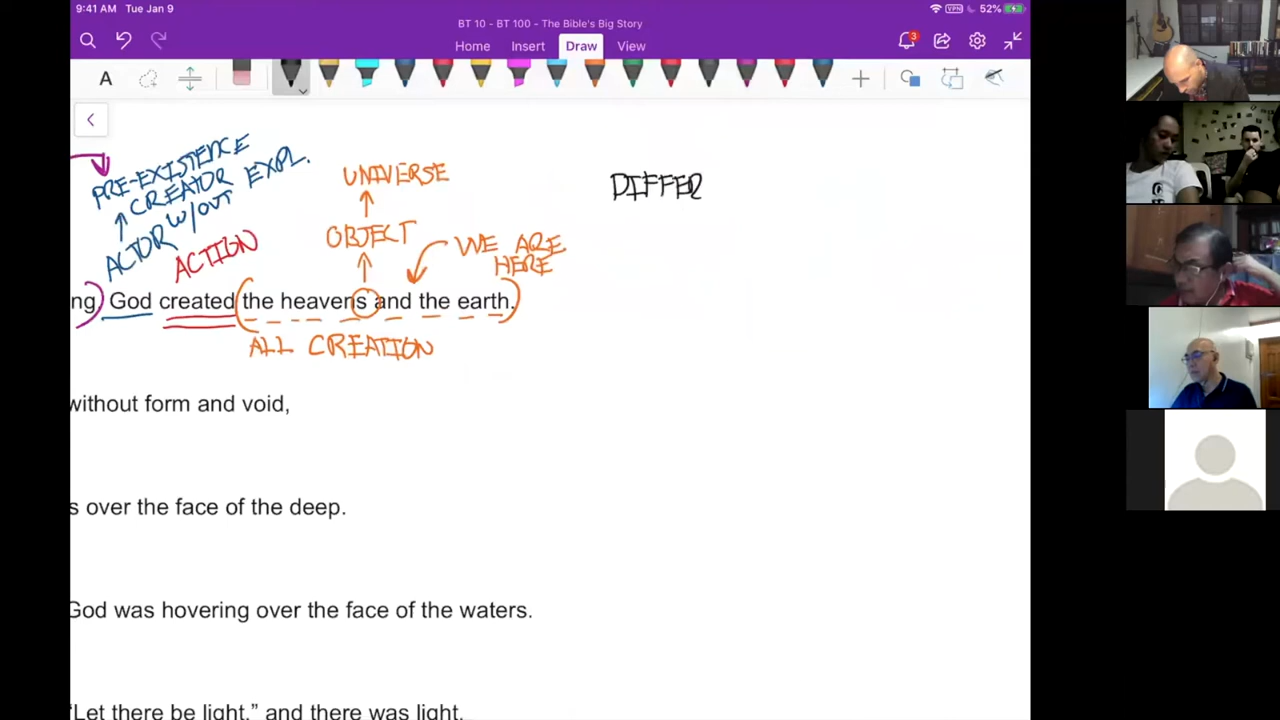 9:41 AM Tue Jan 9
VPN 52%
BT 10 - BT 100 - The Bible's Big Story
Home Insert Draw View
3
A
PRE-EXISTENCE
CREATOR
W/OUT EXPL.
ACTOR
ACTION
UNIVERSE
OBJECT
WE ARE
HERE
DIFFER
ng) God created (the heavens and the earth.)
ALL CREATION
without form and void,
s over the face of the deep.
God was hovering over the face of the waters.
“Let there be light,” and there was light.